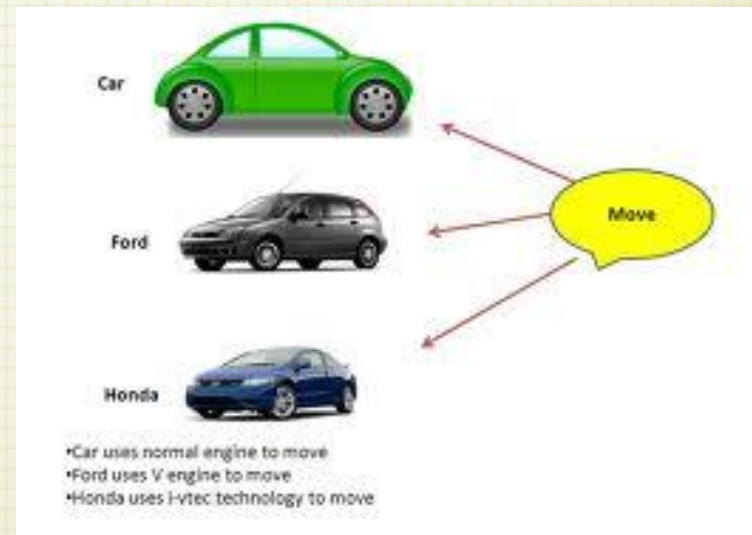 Car
Move
Ford
Honda
•Car uses normal engine to move
•Ford uses V engine to move
•Honda uses i-vtec technology to move